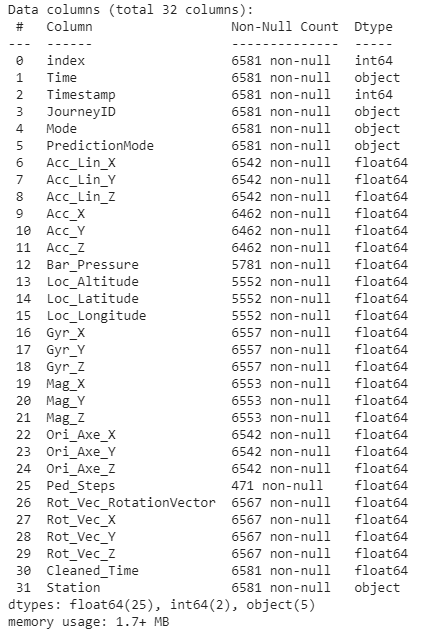 Data columns (total 32 columns):
#   Column   Non-Null Count   Dtype
---   ------   --------------   -----
0   index   6581 non-null   int64
1   Time   6581 non-null   object
2   Timestamp   6581 non-null   int64
3   JourneyID   6581 non-null   object
4   Mode   6581 non-null   object
5   PredictionMode   6581 non-null   object
6   Acc_Lin_X   6542 non-null   float64
7   Acc_Lin_Y   6542 non-null   float64
8   Acc_Lin_Z   6542 non-null   float64
9   Acc_X   6462 non-null   float64
10   Acc_Y   6462 non-null   float64
11   Acc_Z   6462 non-null   float64
12   Bar_Pressure   5781 non-null   float64
13   Loc_Altitude   5552 non-null   float64
14   Loc_Latitude   5552 non-null   float64
15   Loc_Longitude   5552 non-null   float64
16   Gyr_X   6557 non-null   float64
17   Gyr_Y   6557 non-null   float64
18   Gyr_Z   6557 non-null   float64
19   Mag_X   6553 non-null   float64
20   Mag_Y   6553 non-null   float64
21   Mag_Z   6553 non-null   float64
22   Ori_Axe_X   6542 non-null   float64
23   Ori_Axe_Y   6542 non-null   float64
24   Ori_Axe_Z   6542 non-null   float64
25   Ped_Steps   471 non-null   float64
26   Rot_Vec_RotationVector   6567 non-null   float64
27   Rot_Vec_X   6567 non-null   float64
28   Rot_Vec_Y   6567 non-null   float64
29   Rot_Vec_Z   6567 non-null   float64
30   Cleaned_Time   6581 non-null   float64
31   Station   6581 non-null   object
dtypes: float64(25), int64(2), object(5)
memory usage: 1.7+ MB